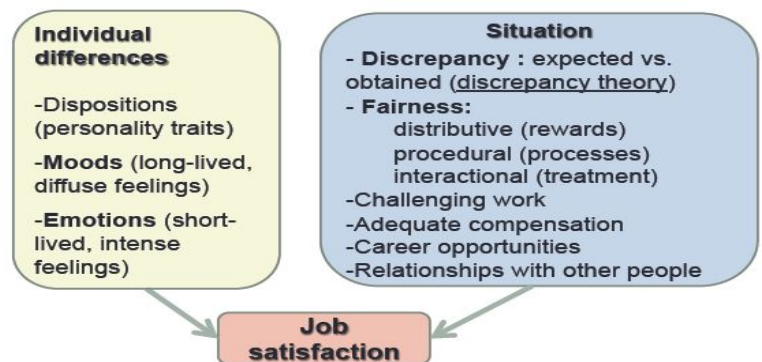 Individual
differences
-Dispositions
(personality traits)
-Moods (long-lived,
diffuse feelings)
-Emotions (short-
lived, intense
feelings)
Situation
- Discrepancy : expected vs.
obtained (discrepancy theory)
- Fairness:
distributive (rewards)
procedural (processes)
interactional (treatment)
-Challenging work
-Adequate compensation
-Career opportunities
-Relationships with other people
Job
satisfaction